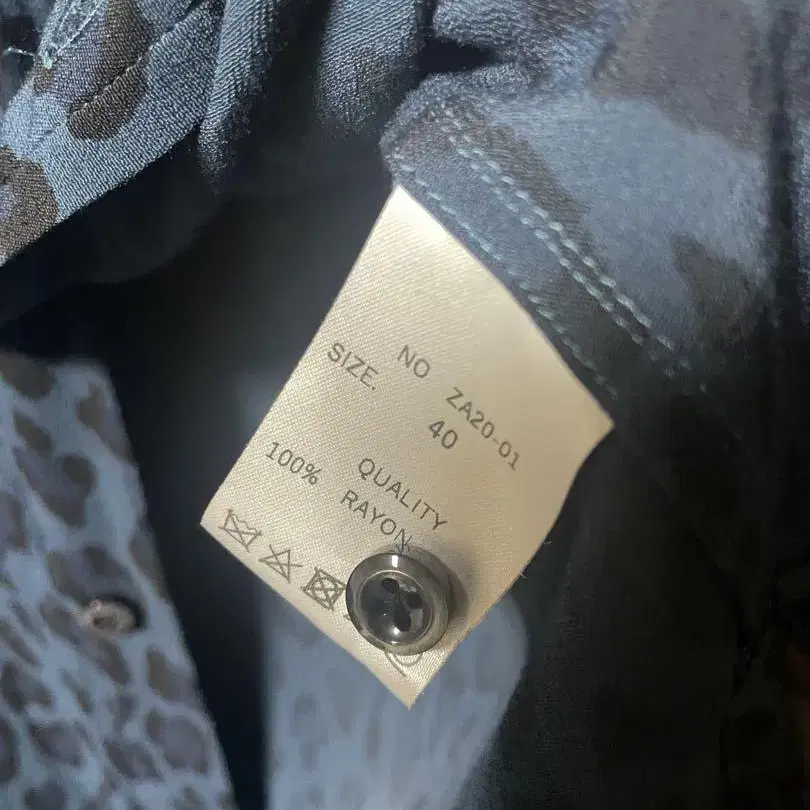 NO ZA20-01
SIZE. 40
QUALITY
100% RAYON